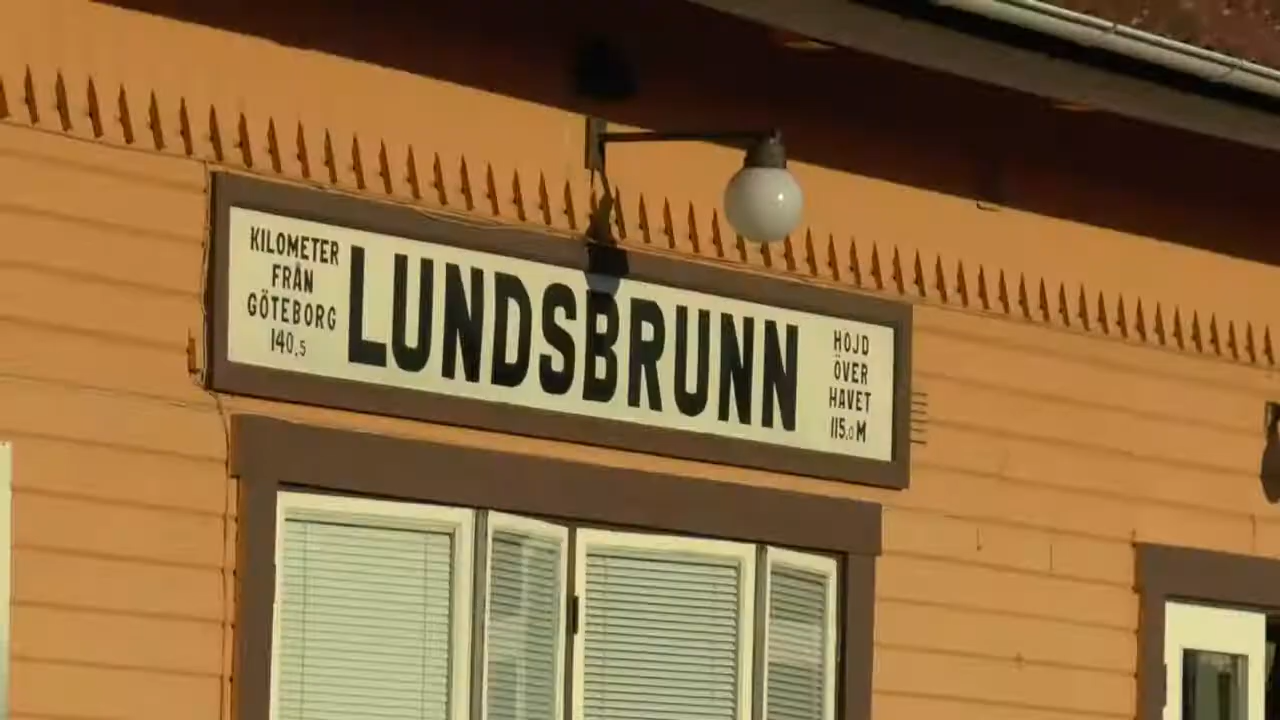 KILOMETER
FRÅN
GÖTEBORG
140,5
LUNDSBRUNN
HÖJD
ÖVER
HAVET
115,0 M